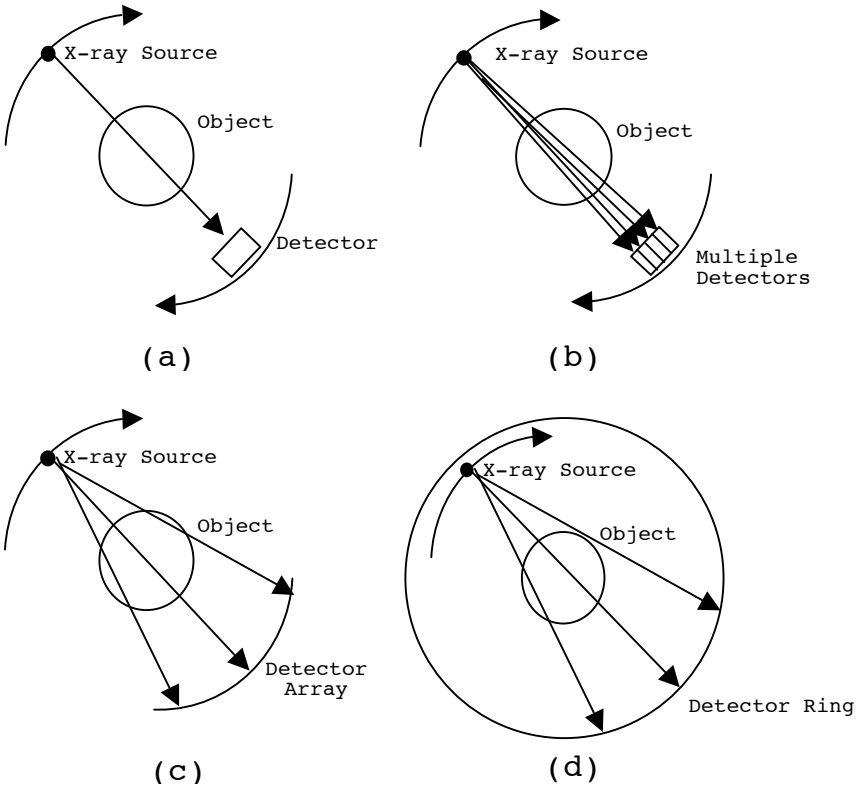 X-ray Source
Object
Detector
(a)
X-ray Source
Object
Multiple
Detectors
(b)
X-ray Source
Object
Detector
Array
(c)
X-ray Source
Object
Detector Ring
(d)